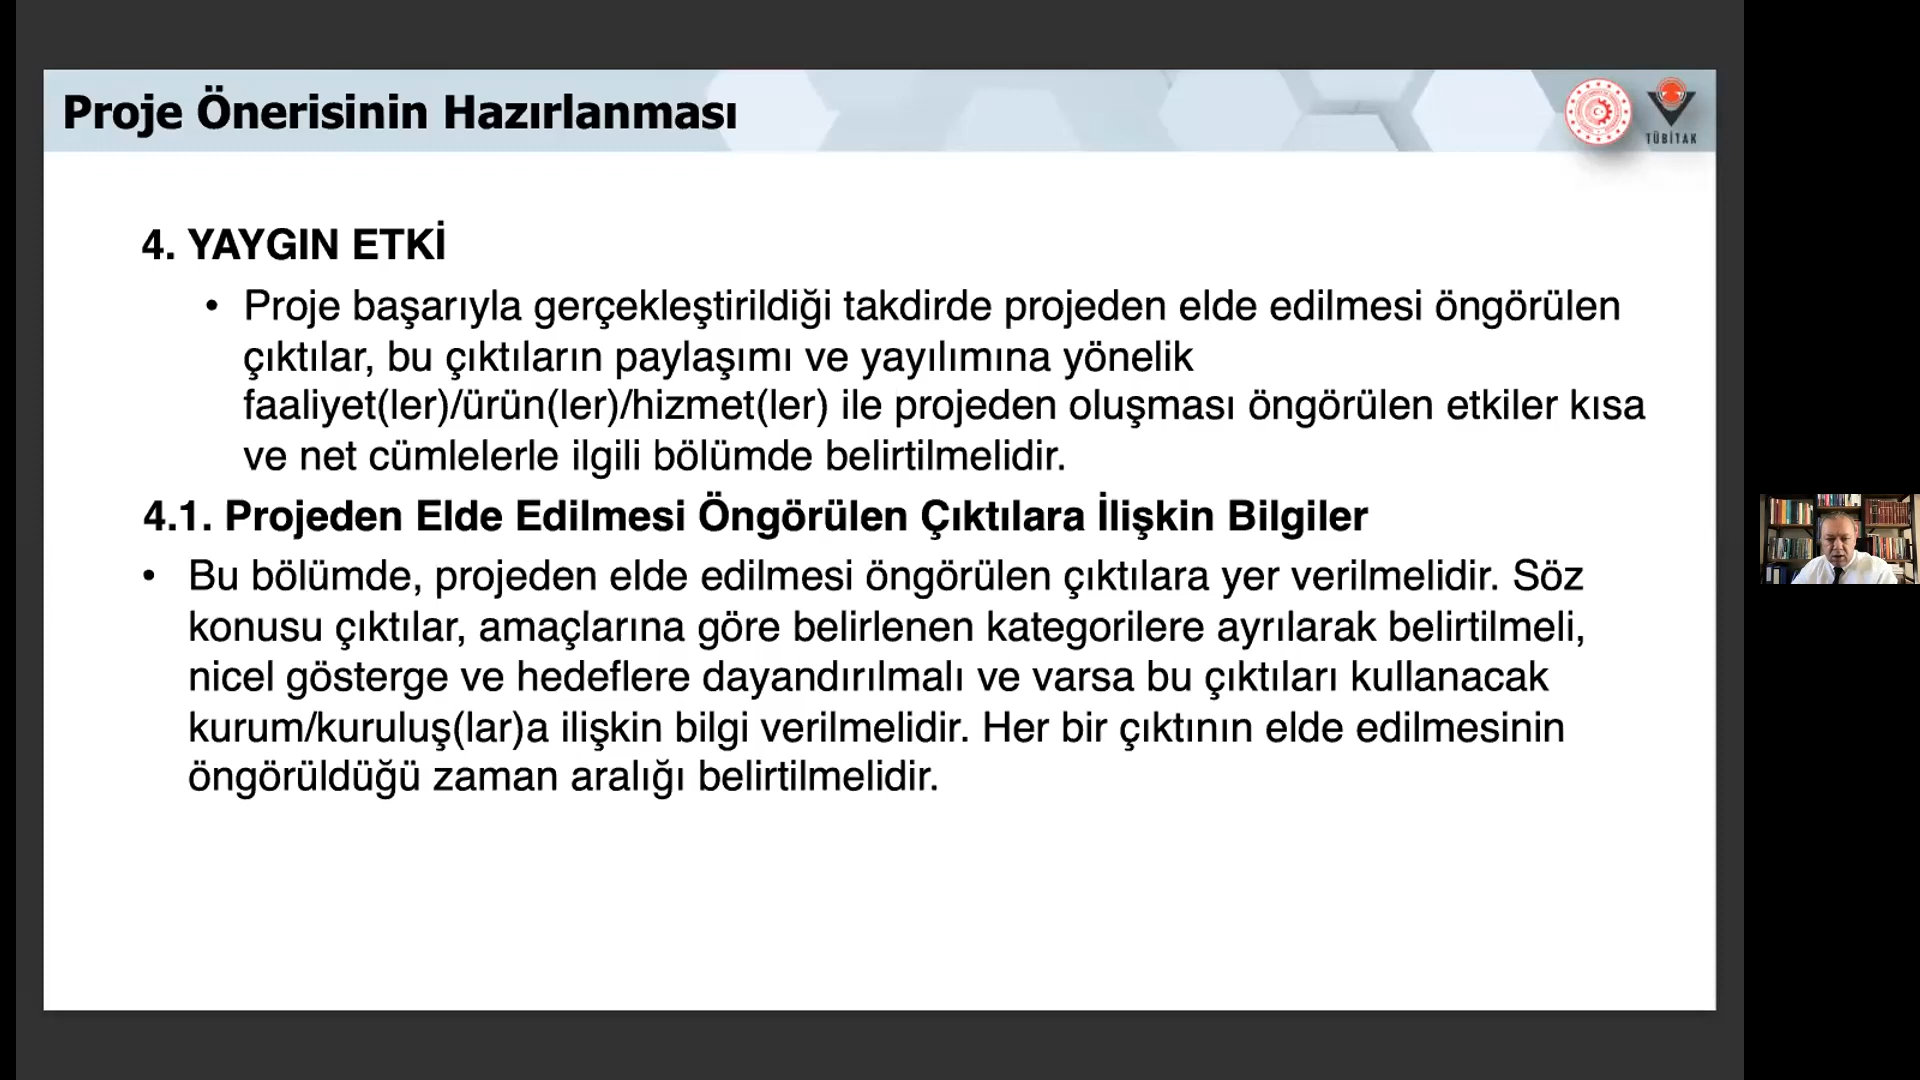 Proje Önerisinin Hazırlanması
TÜBİTAK
4. YAYGIN ETKİ
• Proje başarıyla gerçekleştirildiği takdirde projeden elde edilmesi öngörülen
çıktılar, bu çıktıların paylaşımı ve yayılımına yönelik
faaliyet(ler)/ürün(ler)/hizmet(ler) ile projeden oluşması öngörülen etkiler kısa
ve net cümlelerle ilgili bölümde belirtilmelidir.
4.1. Projeden Elde Edilmesi Öngörülen Çıktılara İlişkin Bilgiler
• Bu bölümde, projeden elde edilmesi öngörülen çıktılara yer verilmelidir. Söz
konusu çıktılar, amaçlarına göre belirlenen kategorilere ayrılarak belirtilmeli,
nicel gösterge ve hedeflere dayandırılmalı ve varsa bu çıktıları kullanacak
kurum/kuruluş(lar)a ilişkin bilgi verilmelidir. Her bir çıktının elde edilmesinin
öngörüldüğü zaman aralığı belirtilmelidir.